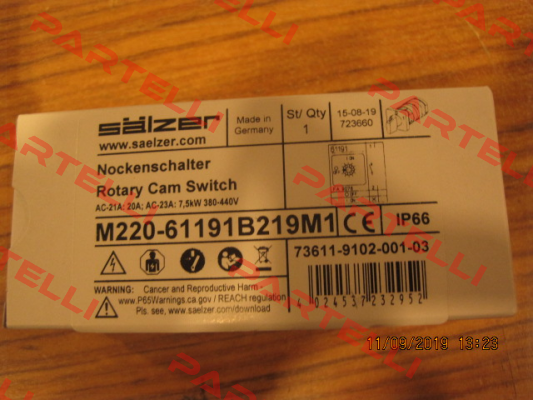 sälzer
www.saelzer.com
Made in
Germany
St/ Qty
1
15-08-19
723660
Nockenschalter
Rotary Cam Switch
AC-21A: 20A; AC-23A: 7,5kW 380-440V
61191
M220-61191B219M1
CE
IP66
73611-9102-001-03
WARNING: Cancer and Reproductive Harm -
www.P65Warnings.ca.gov / REACH regulation
Pls. see www.saelzer.com/download
4 024537 232952
11/09/2019 13:23
PARTELLI
PARTELLI
PARTELLI
PARTELLI
PARTELLI